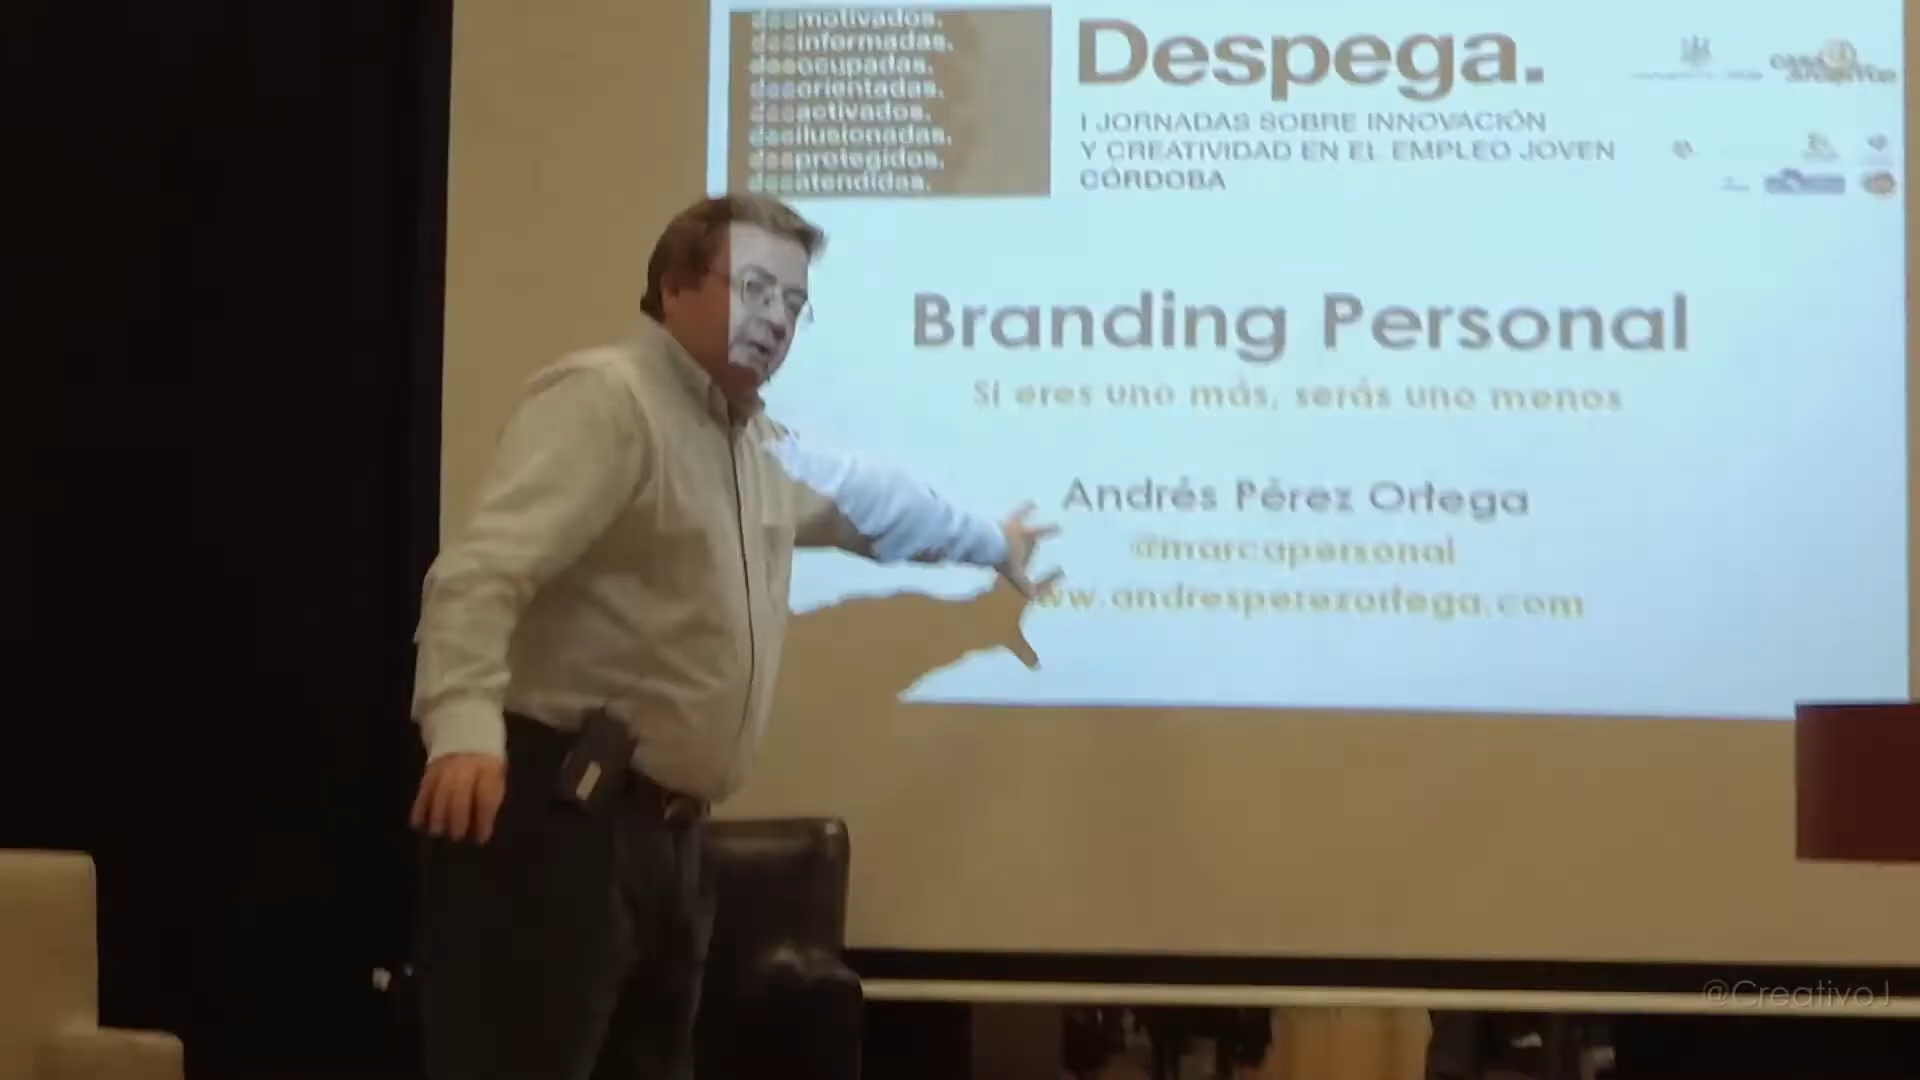 desmotivados.
desinformadas.
desocupadas.
desorientadas.
desactivados.
desilusionadas.
desprotegidos.
desatendidas.
Despega.
I JORNADAS SOBRE INNOVACIÓN
Y CREATIVIDAD EN EL EMPLEO JOVEN
CÓRDOBA
Branding Personal
Si eres uno más, serás uno menos
Andrés Pérez Ortega
@marcapersonal
ww.andresperezortega.com
@CreativoJ